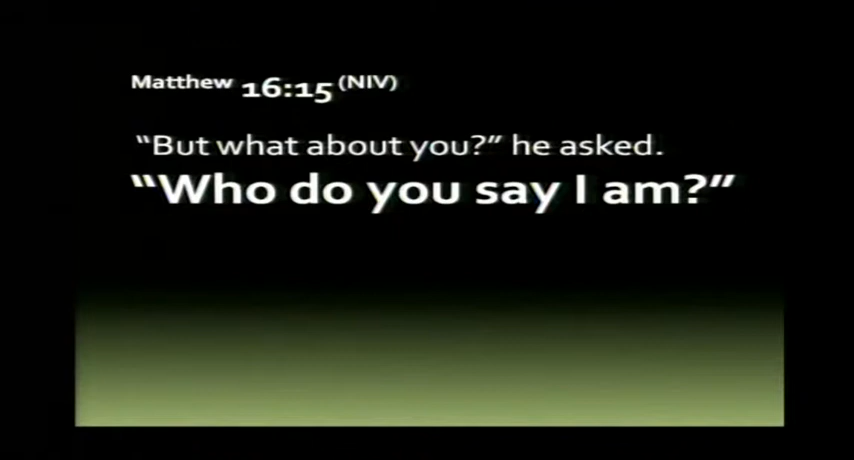 Matthew 16:15 (NIV)
“But what about you?” he asked.
“Who do you say I am?”